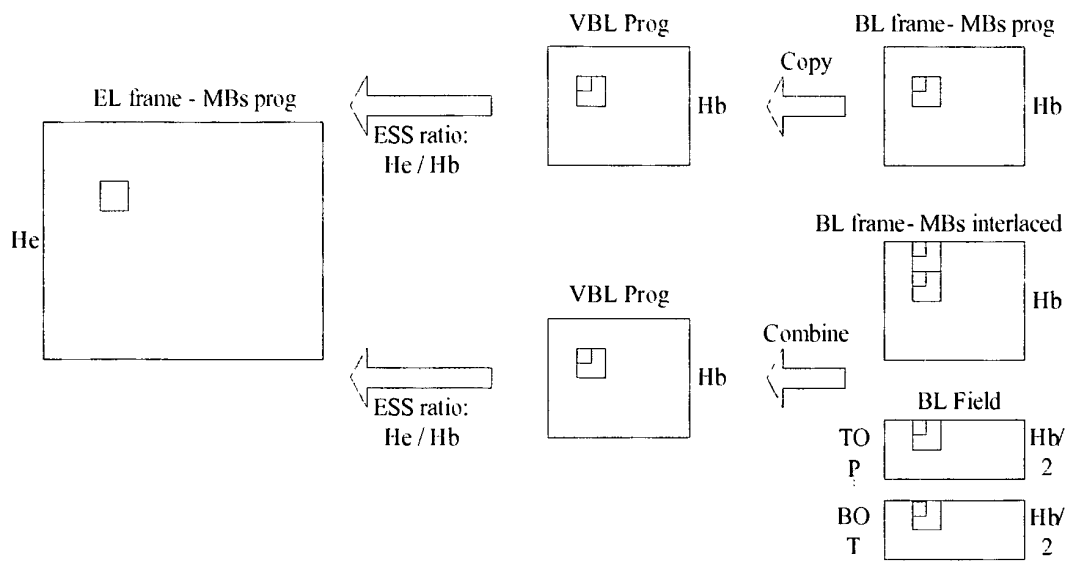 VBL Prog
BL frame- MBs prog
Copy
EL frame - MBs prog
Hb
Hb
ESS ratio:
He / Hb
He
BL frame- MBs interlaced
VBL Prog
Hb
Combine
Hb
ESS ratio:
He / Hb
BL Field
TO
P
Hb/
2
BO
T
Hb/
2